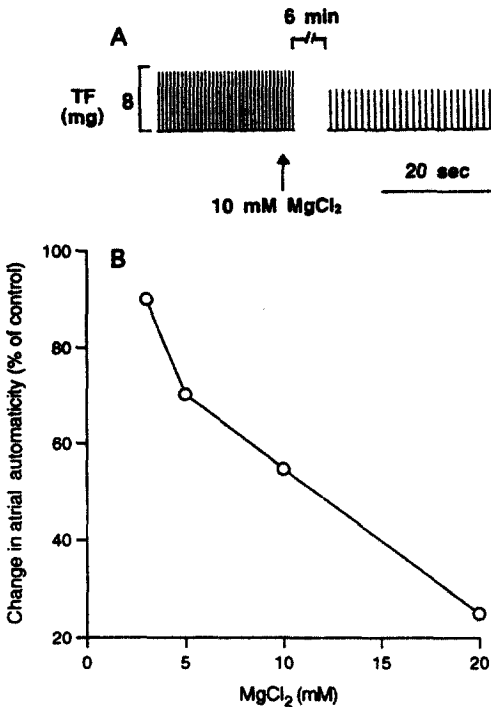 6 min
A
TF
(mg)
8
20 sec
10 mM MgCl₂
B
Change in atrial automaticity (% of control)
100
80
60
40
20
0
5
10
15
20
MgCl₂ (mM)